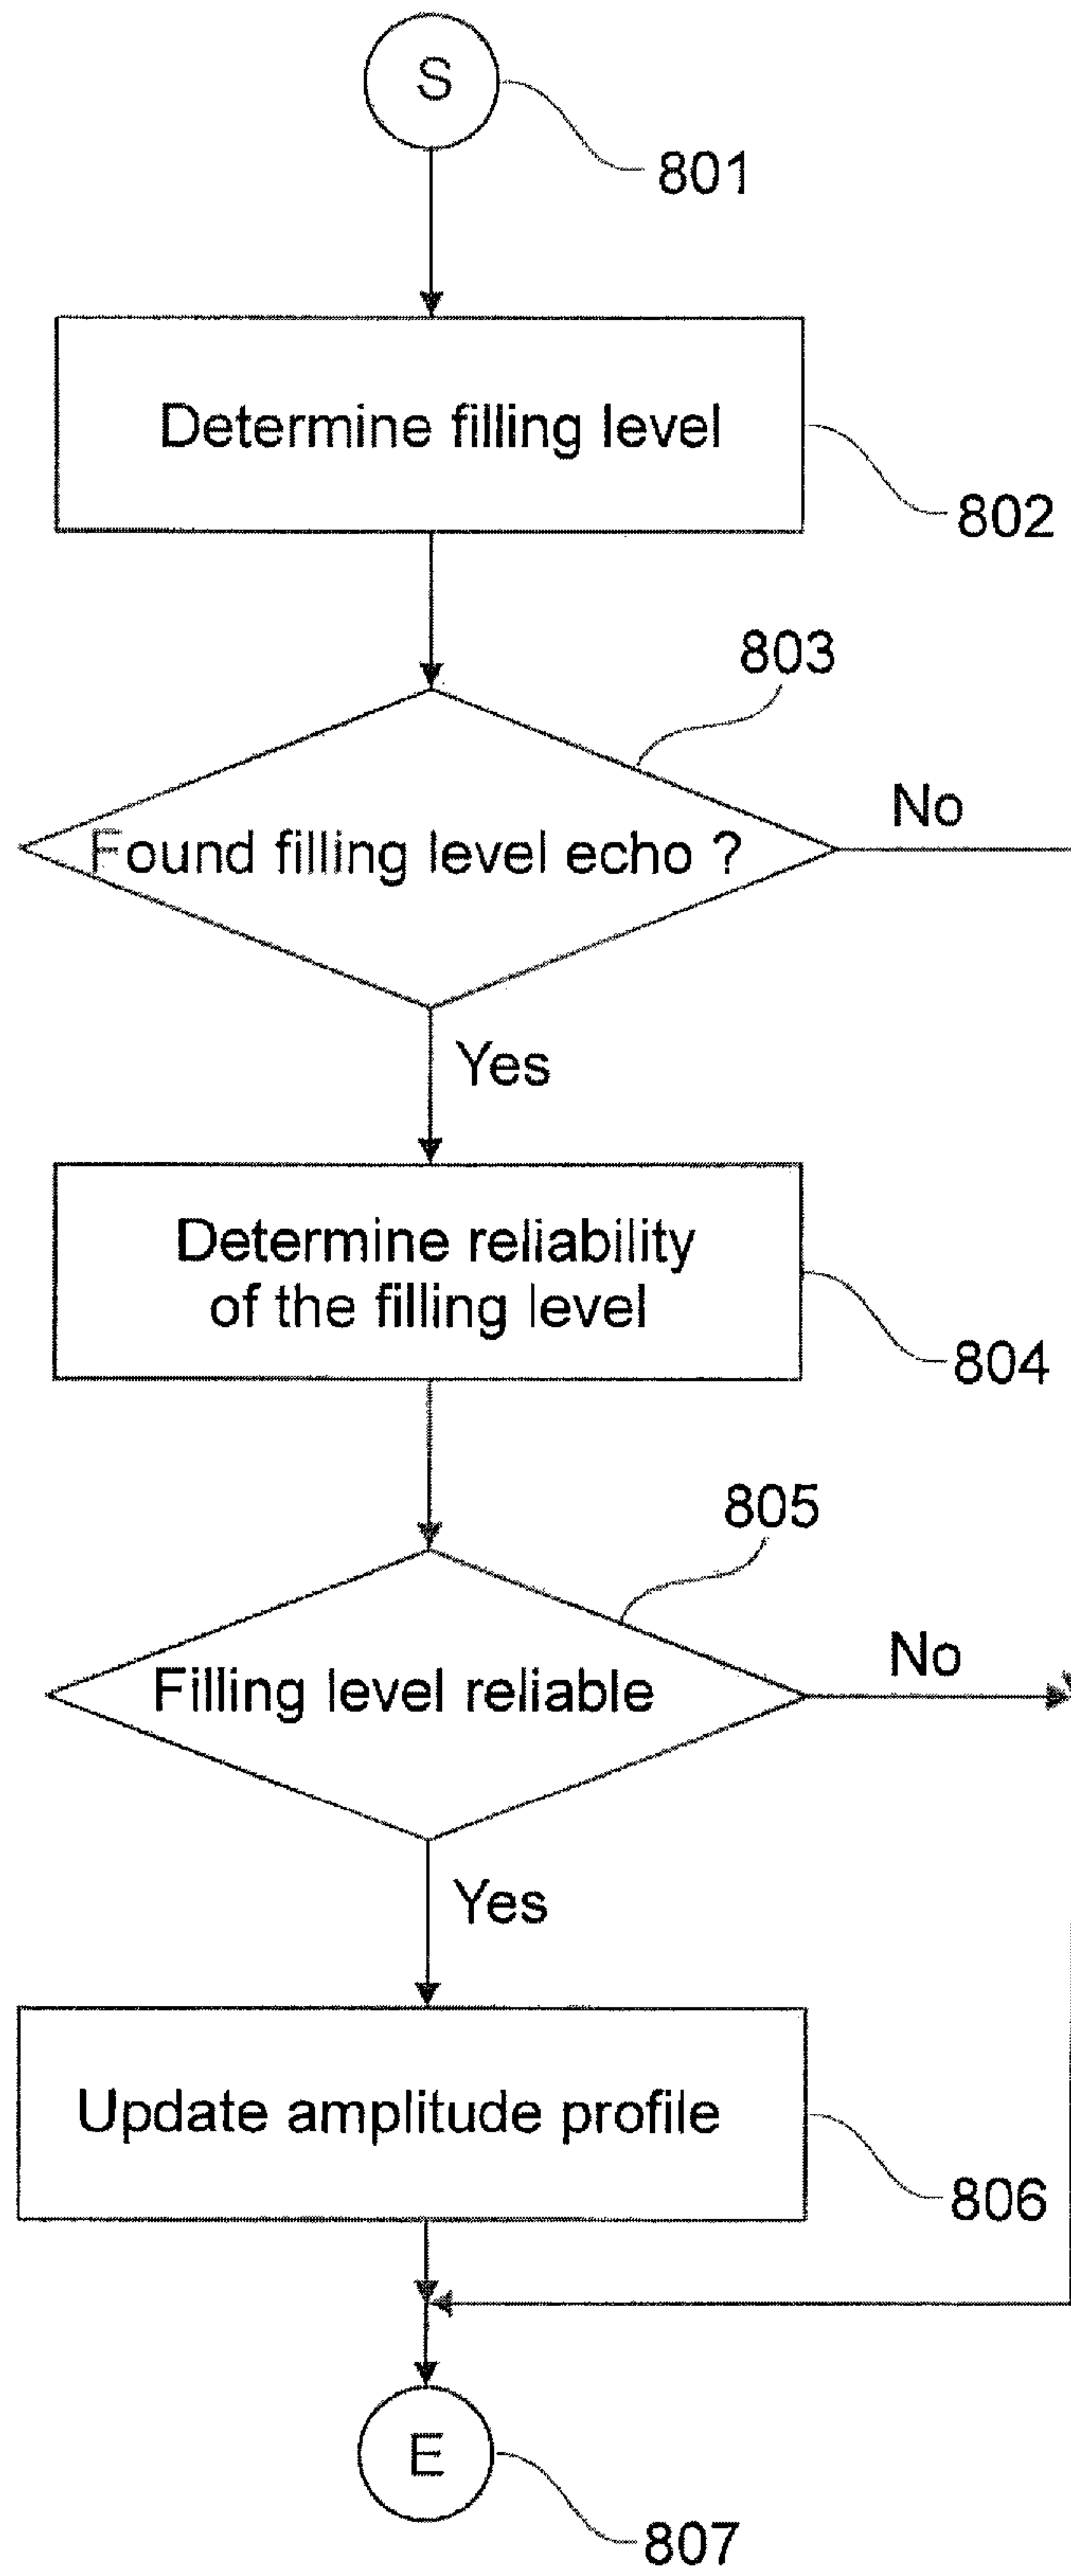 S
801
Determine filling level
802
803
No
Found filling level echo ?
Yes
Determine reliability
of the filling level
804
805
No
Filling level reliable
Yes
Update amplitude profile
806
E
807